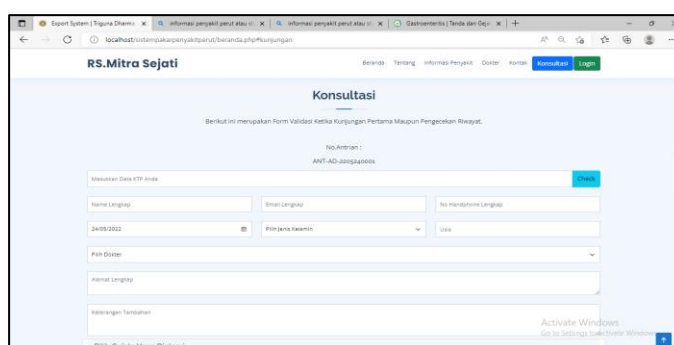 Export System | Triguna Dharma
informasi penyakit perut atau
informasi penyakit perut atau
Gastroenteritis | Tanda dan Gejala
localhost/sistempakarpenyakitperut/beranda.php#kunjungan
RS.Mitra Sejati
Beranda Tentang Informasi Penyakit Dokter Kontak Konsultasi Login
Konsultasi
Berikut ini merupakan Form Validasi Ketika Kunjungan Pertama Maupun Pengecekan Riwayat.
No.Antrian :
ANT-AD-2205240001
Masukkan Data KTP Anda Check
Nama Lengkap Email Lengkap No Handphone Lengkap
24/05/2022 Pilih Jenis Kelamin Usia
Pilih Dokter
Alamat Lengkap
Keterangan Tambahan
Activate Windows
Go to Settings to activate Windows.